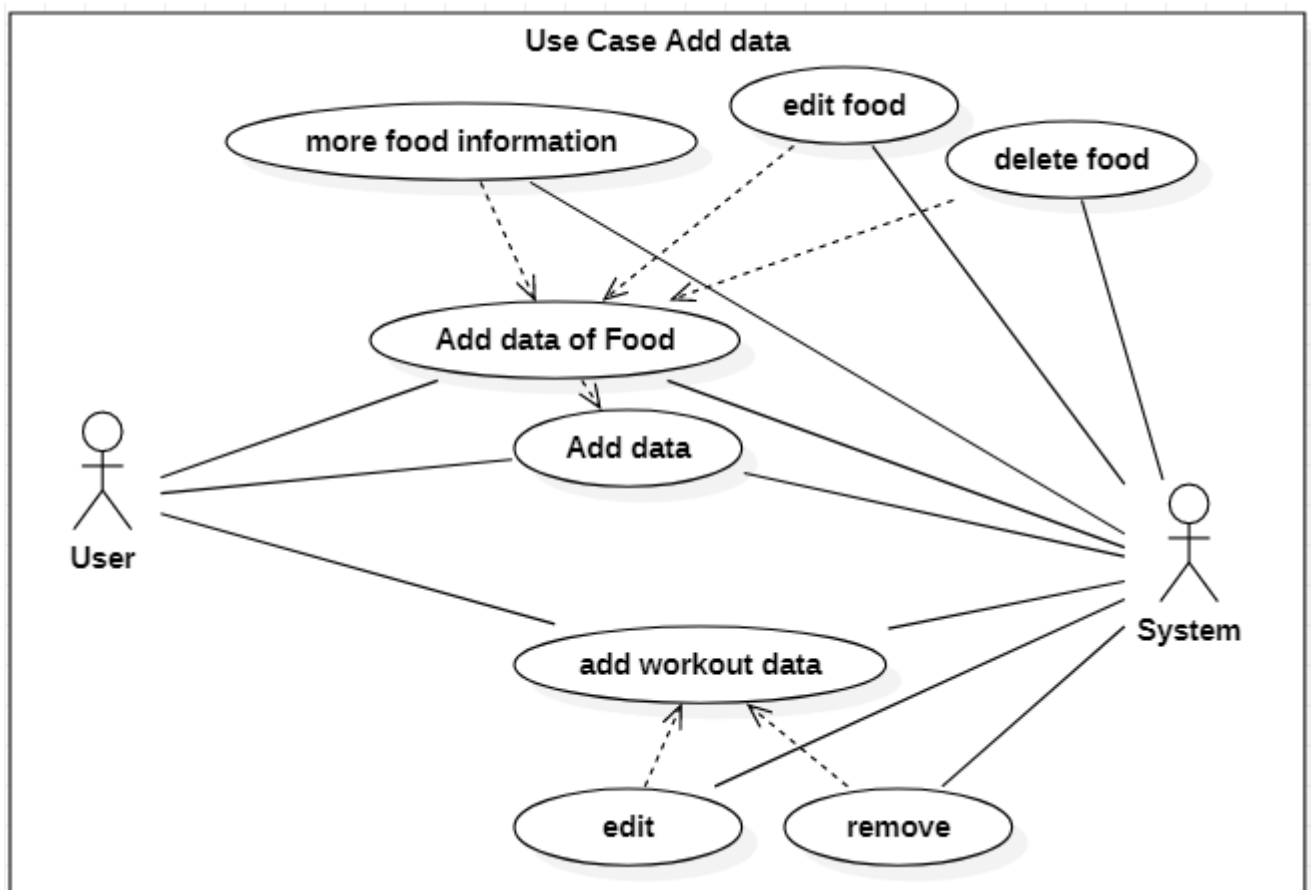 Use Case Add data
edit food
more food information
delete food
Add data of Food
Add data
User
System
add workout data
edit
remove